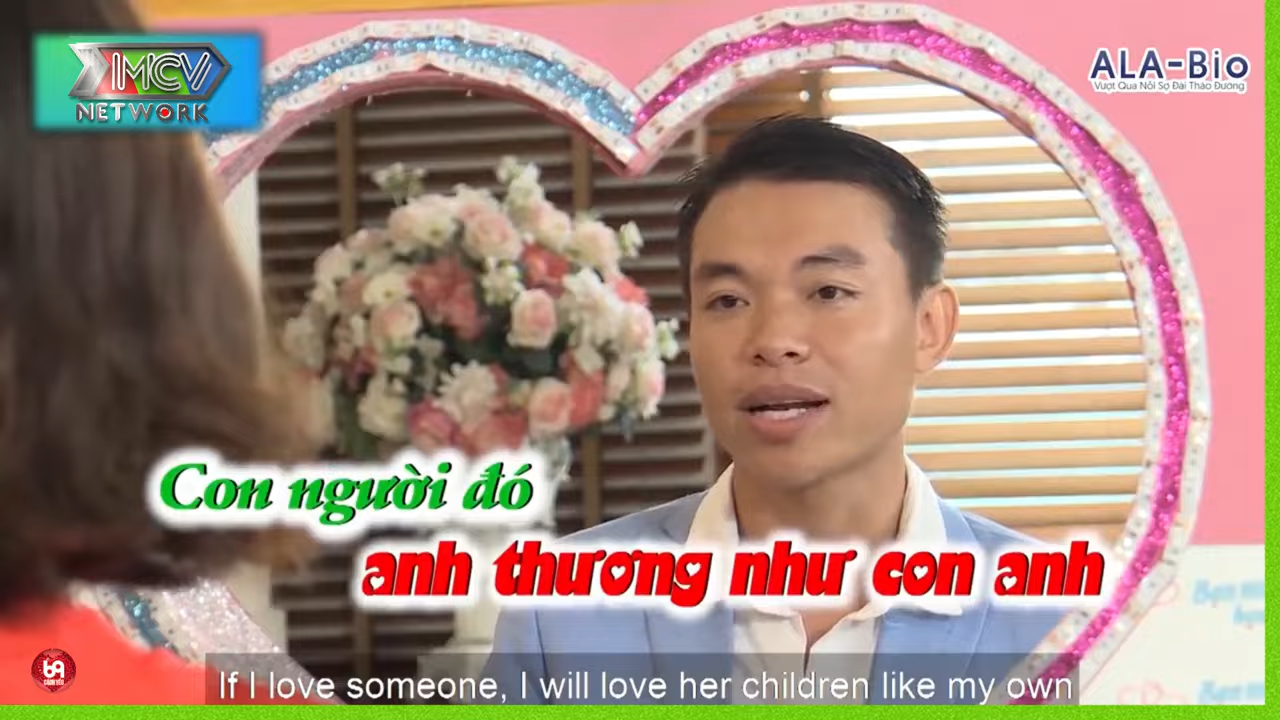 MCV
NETWORK
ALA-Bio
Vượt Qua Nỗi Sợ Đái Tháo Đường
Con người đó
anh thương như con anh
If I love someone, I will love her children like my own